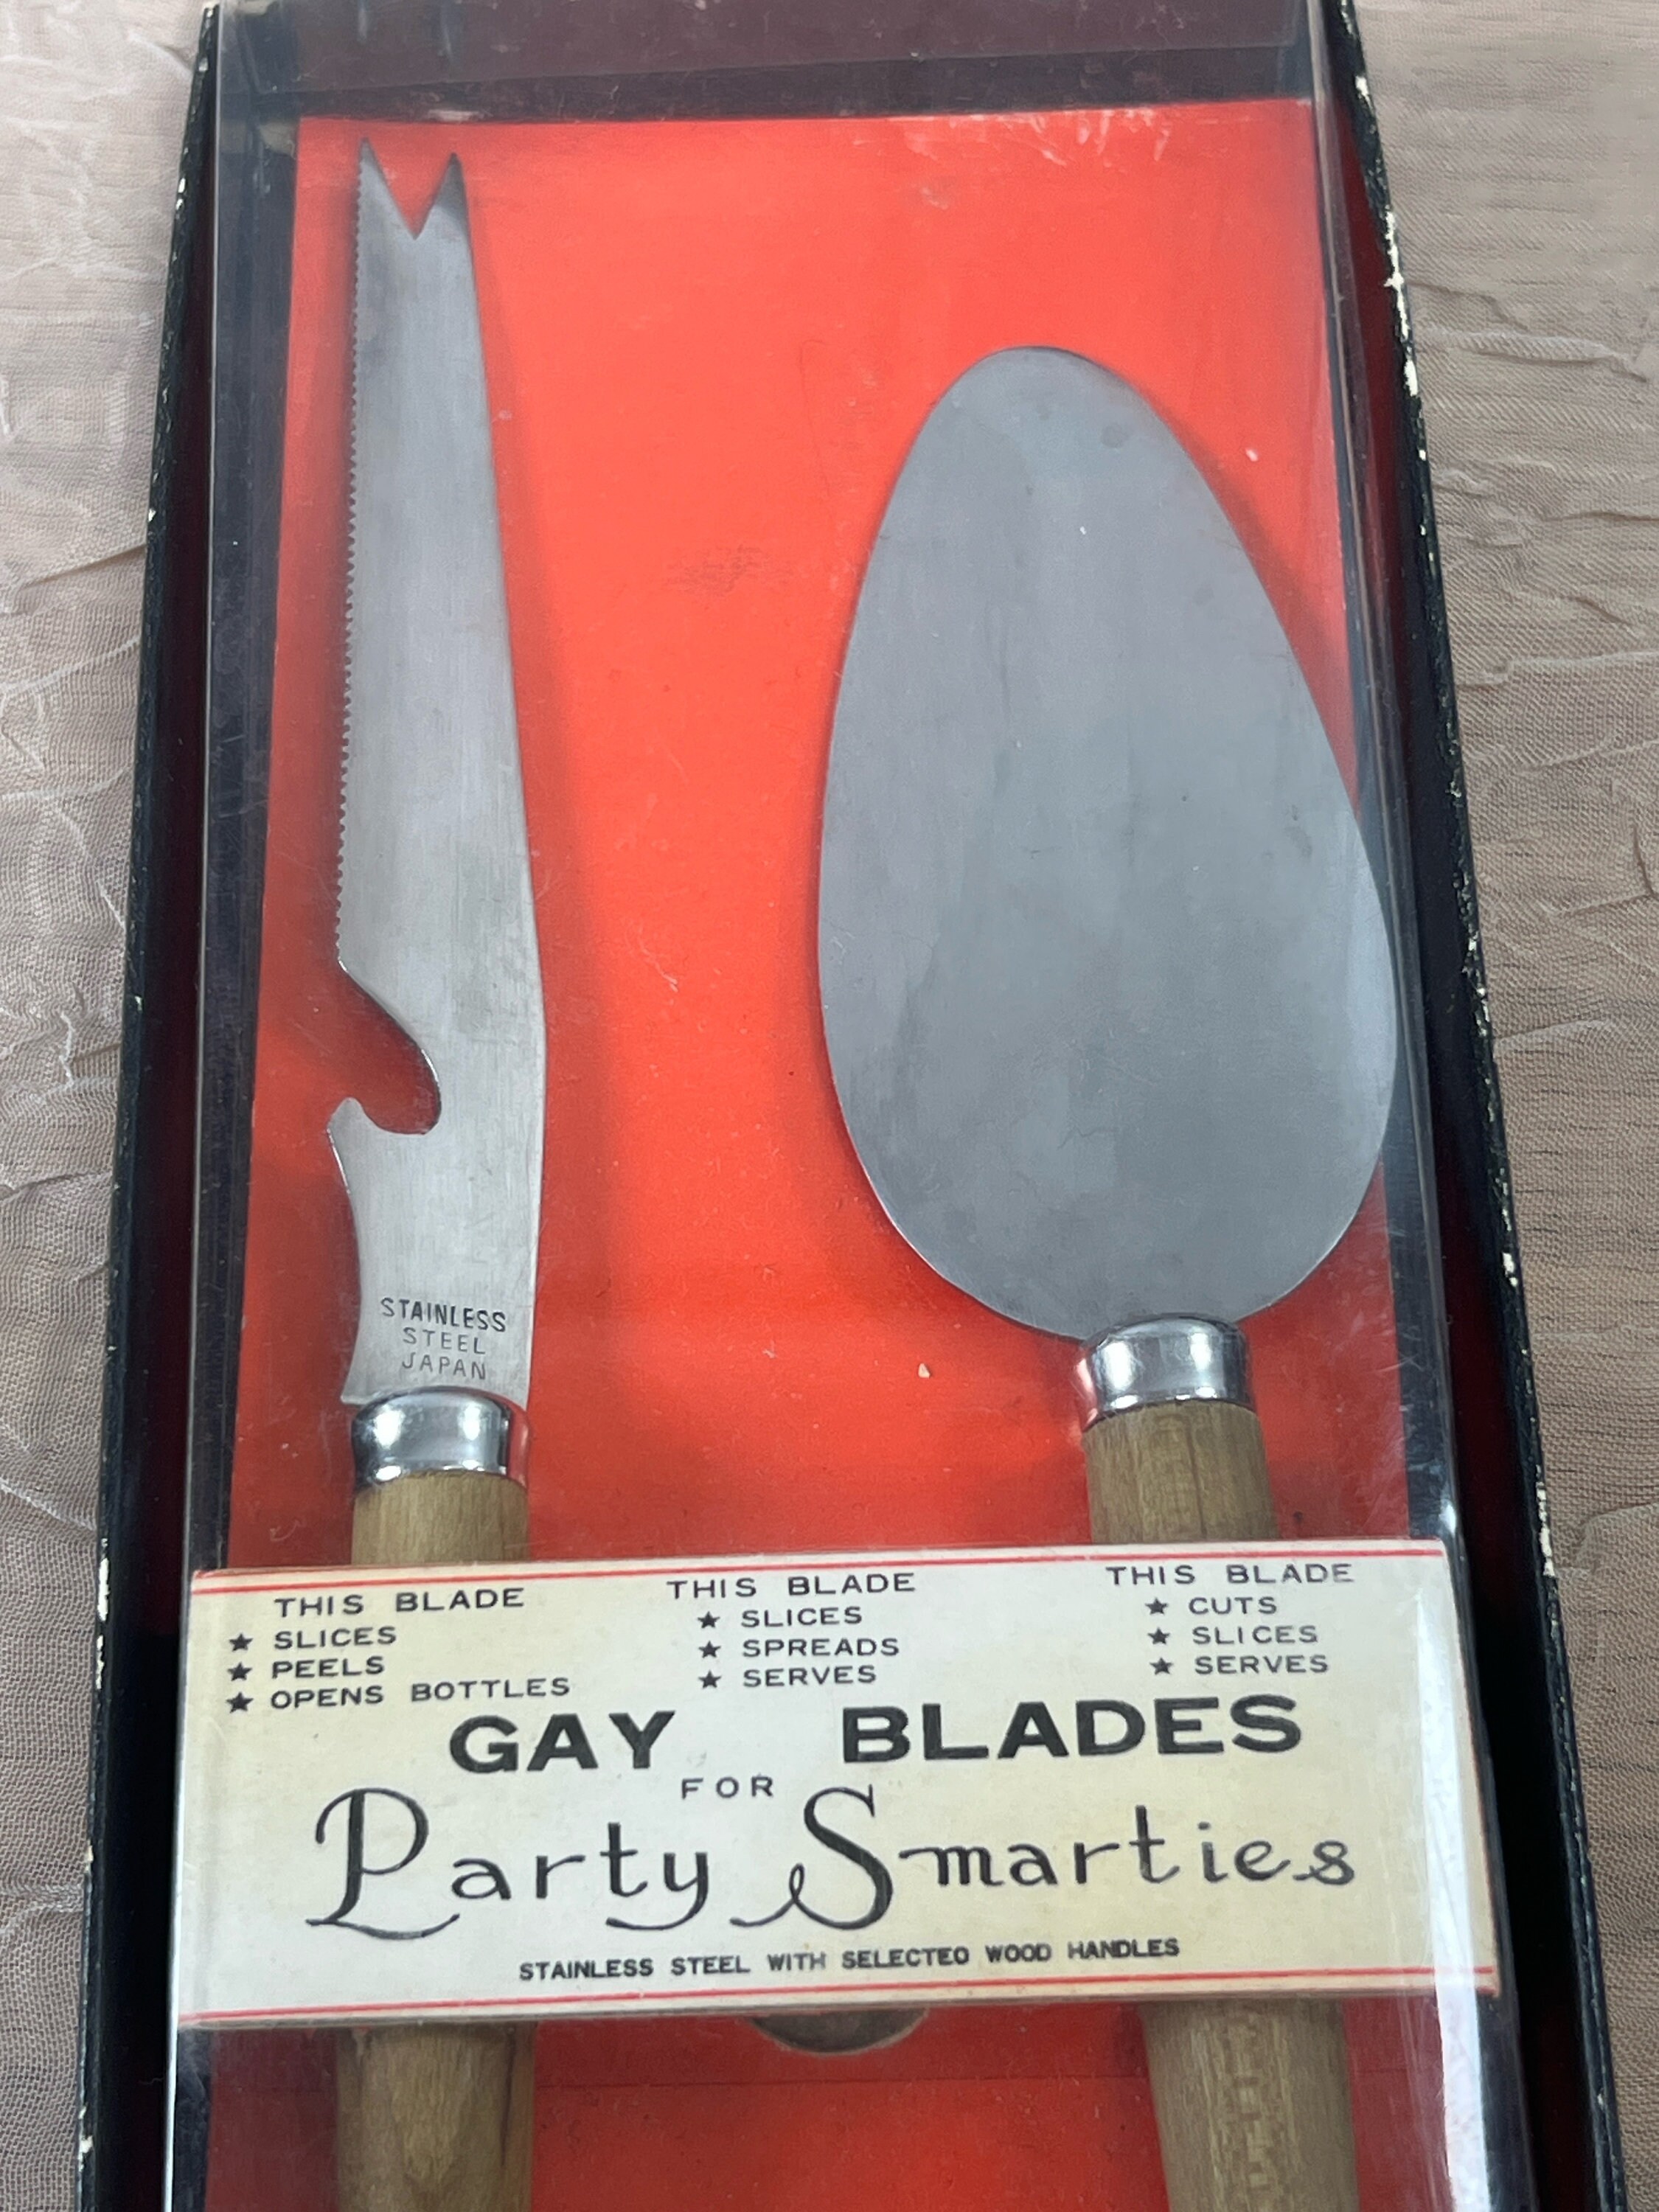 STAINLESS
STEEL
JAPAN
THIS BLADE
★ SLICES
★ PEELS
★ OPENS BOTTLES
THIS BLADE
★ SLICES
★ SPREADS
★ SERVES
THIS BLADE
★ CUTS
★ SLICES
★ SERVES
GAY BLADES
FOR
Party Smarties
STAINLESS STEEL WITH SELECTED WOOD HANDLES